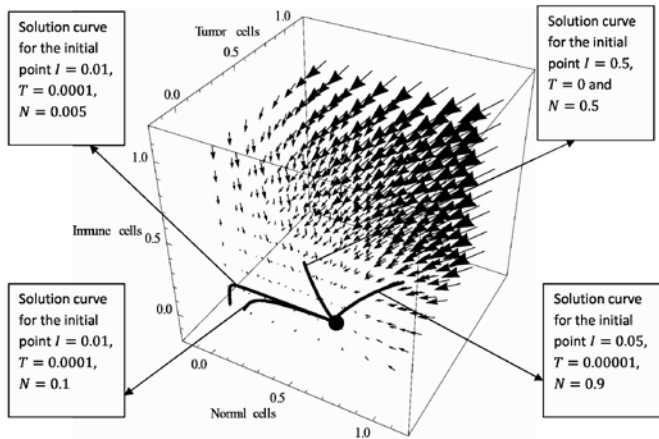 Solution curve
for the initial
point I = 0.01,
T = 0.0001,
N = 0.005
Solution curve
for the initial
point I = 0.5,
T = 0 and
N = 0.5
1.0
Tumor cells
0.5
0.0
1.0
Immune cells
0.5
0.0
Solution curve
for the initial
point I = 0.01,
T = 0.0001,
N = 0.1
Solution curve
for the initial
point I = 0.05,
T = 0.00001,
N = 0.9
0.0
0.5
Normal cells
1.0